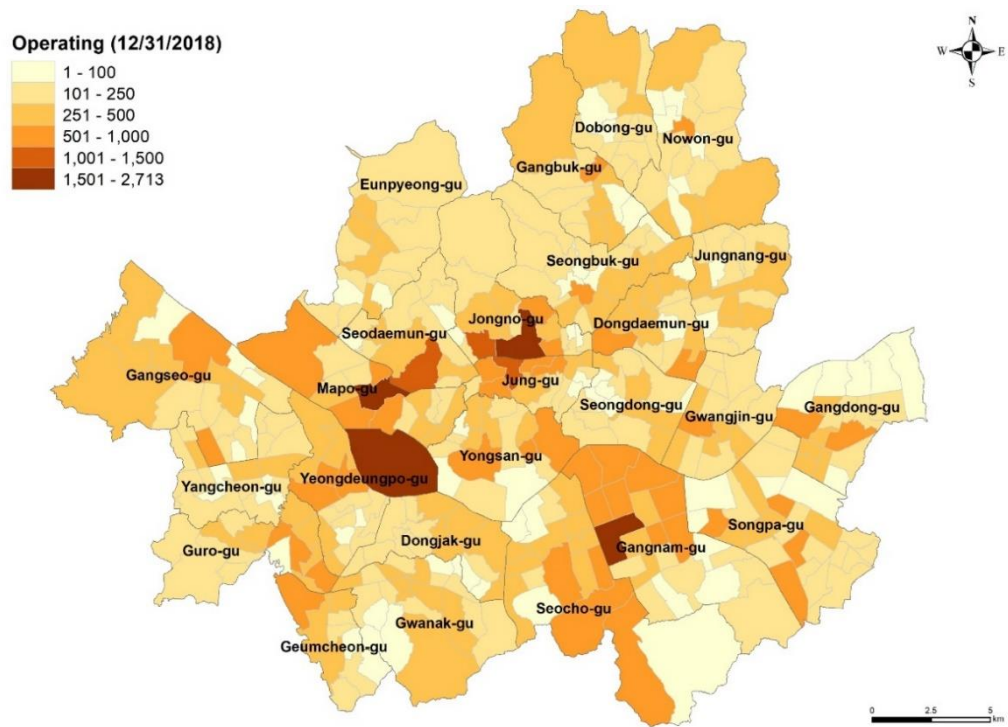 Operating (12/31/2018)
1 - 100
101 - 250
251 - 500
501 - 1,000
1,001 - 1,500
1,501 - 2,713
N
W E
S
Dobong-gu
Nowon-gu
Gangbuk-gu
Eunpyeong-gu
Seongbuk-gu
Jungnang-gu
Jongno-gu
Dongdaemun-gu
Seodaemun-gu
Gangseo-gu
Mapo-gu
Jung-gu
Seongdong-gu
Gwangjin-gu
Gangdong-gu
Yongsan-gu
Yangcheon-gu
Yeongdeungpo-gu
Songpa-gu
Dongjak-gu
Gangnam-gu
Guro-gu
Seocho-gu
Gwanak-gu
Geumcheon-gu
0 2.5 5
km